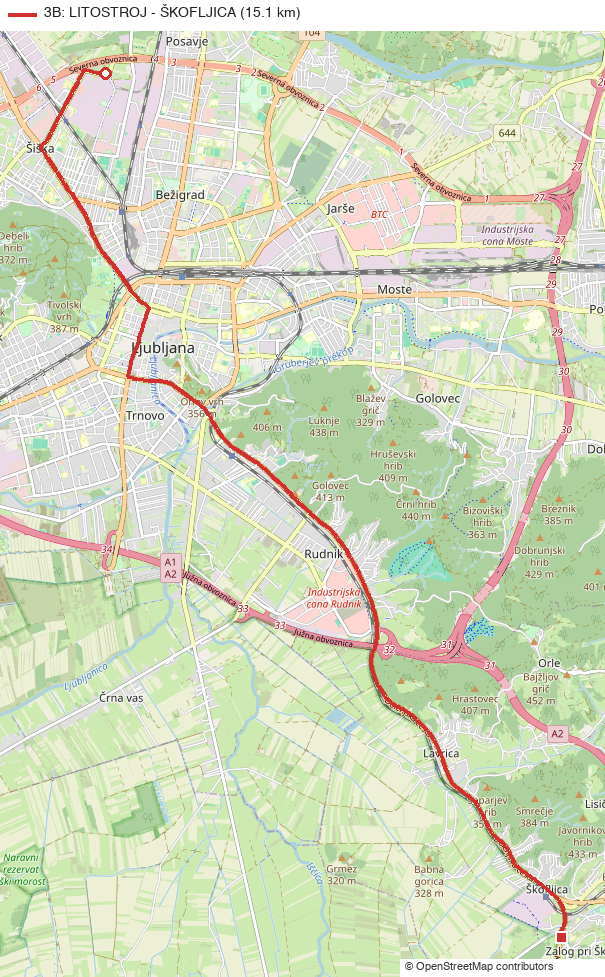 3B: LITOSTROJ - ŠKOFLJICA (15.1 km)
104
Posavje
Severna obvoznica
4
3
3
2
Severna obvoznica
2
6
5
644
1
Severna obvoznica
1
27
27
Šiška
Bežigrad
Jarše
BTC
Industrijska
cona Moste
27
28
hrib
372 m
Tivolski
vrh
387 m
Moste
29
29
Ljubljana
Gruberjev prekop
30
Trnovo
356 m
406 m
Luknje
438 m
Blažev
grič
329 m
Golovec
30
Hruševski
hrib
409 m
Golovec
413 m
Črni hrib
440 m
Bizoviški
hrib
363 m
Breznik
385 m
Dobrunjski
hrib
429 m
34
A1
A2
Južna obvoznica
33
33
Južna obvoznica
Rudnik
Industrijska
cona Rudnik
32
31
31
Orle
Bajžljov
grič
452 m
Ljubljanica
Črna vas
Hrastovec
407 m
A2
Lavrica
Smrečje
384 m
hrib
433 m
Naravni
rezervat
Iščica
Grmez
320 m
Babna
gorica
328 m
Škofljica
Zalog pri Šk
© OpenStreetMap contributors